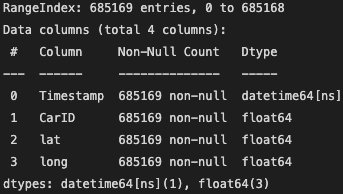 RangeIndex: 685169 entries, 0 to 685168
Data columns (total 4 columns):
 #   Column     Non-Null Count   Dtype
---  ------     --------------   -----
 0   Timestamp  685169 non-null  datetime64[ns]
 1   CarID      685169 non-null  float64
 2   lat        685169 non-null  float64
 3   long       685169 non-null  float64
dtypes: datetime64[ns](1), float64(3)